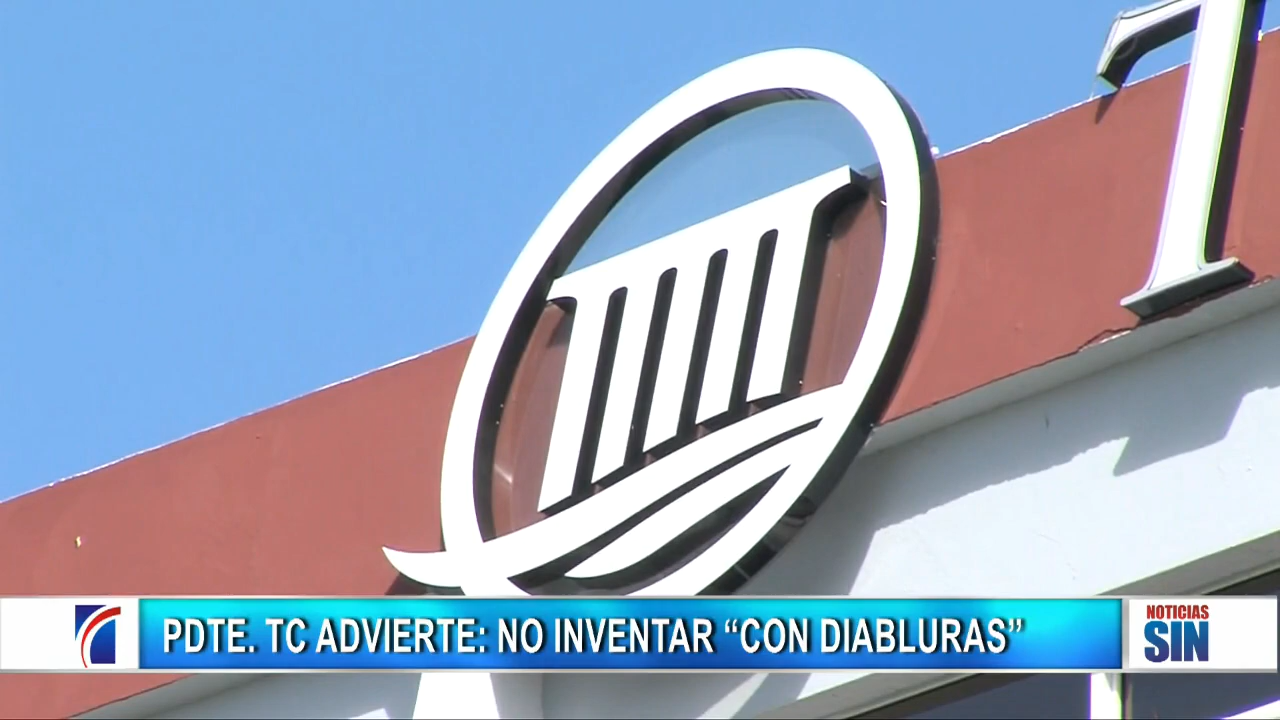 T
PDTE. TC ADVIERTE: NO INVENTAR “CON DIABLURAS”
NOTICIAS
SIN